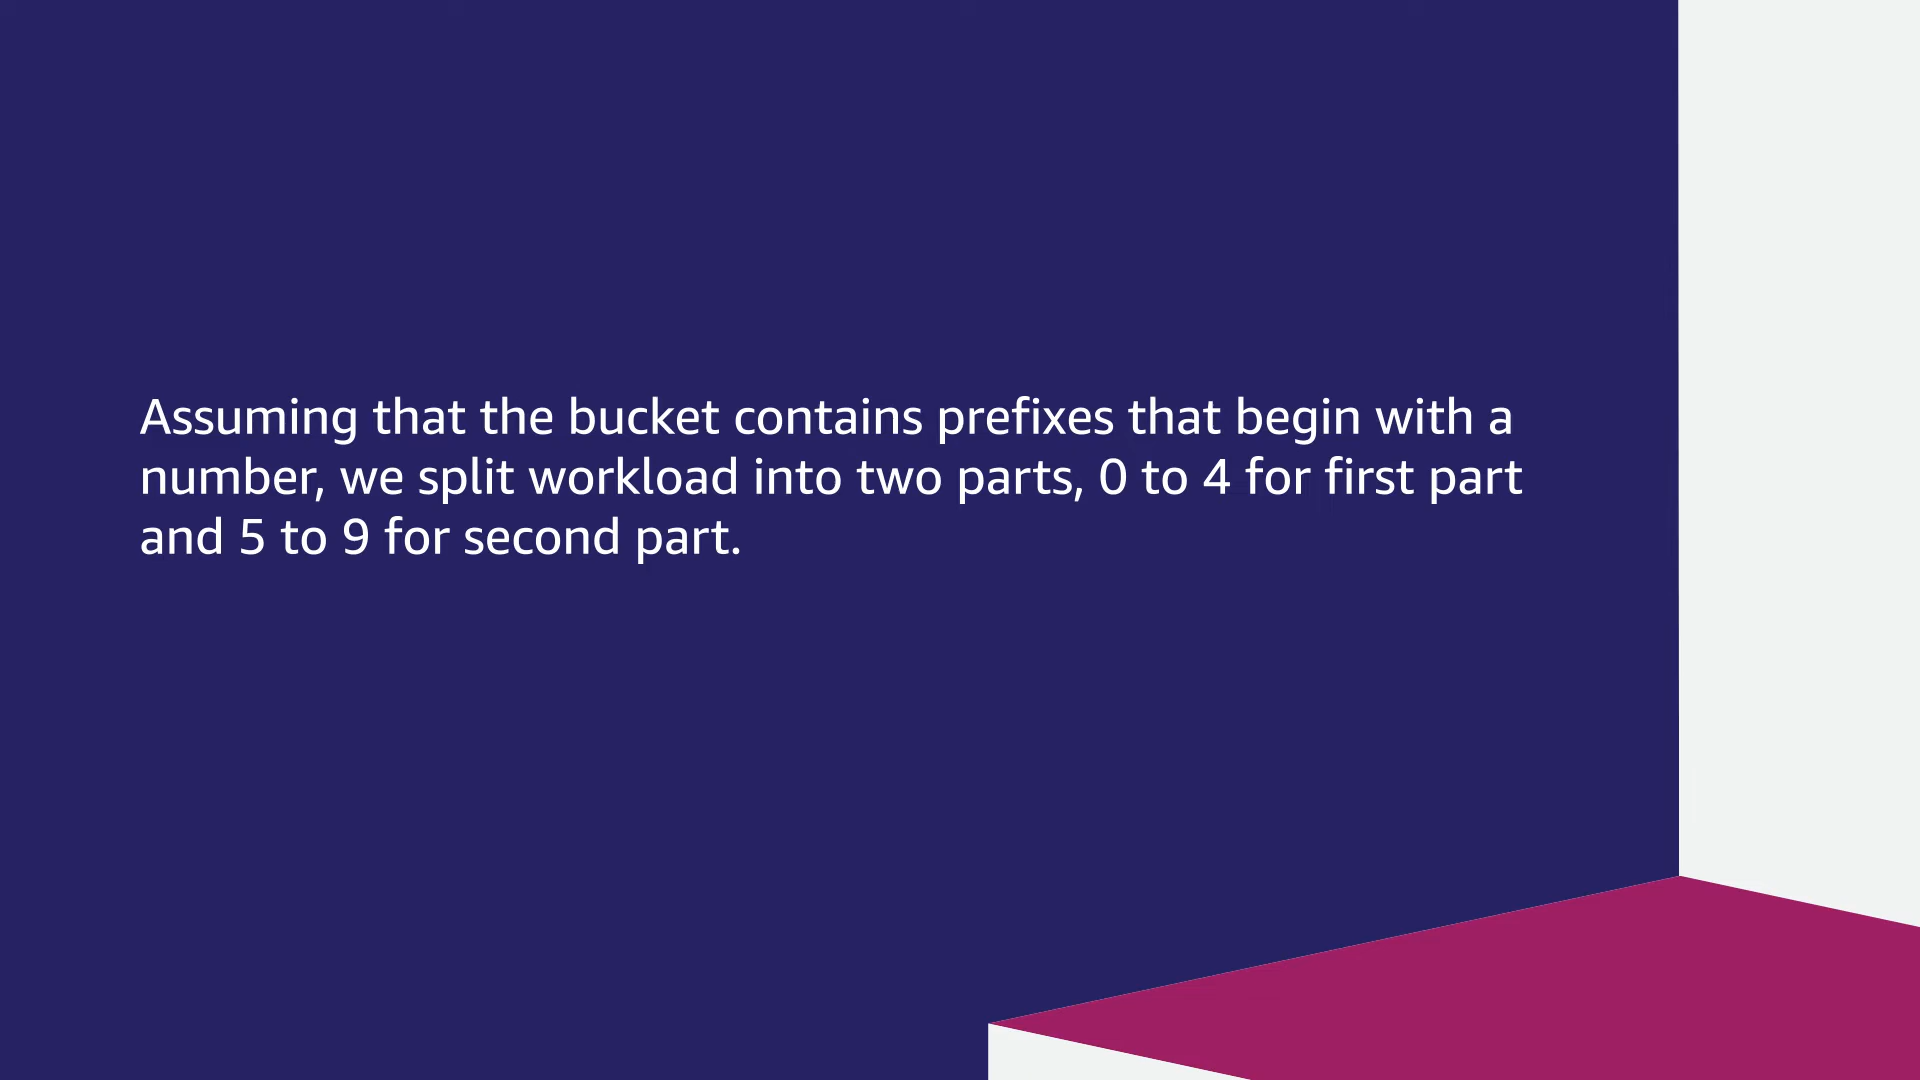 Assuming that the bucket contains prefixes that begin with a
number, we split workload into two parts, 0 to 4 for first part
and 5 to 9 for second part.